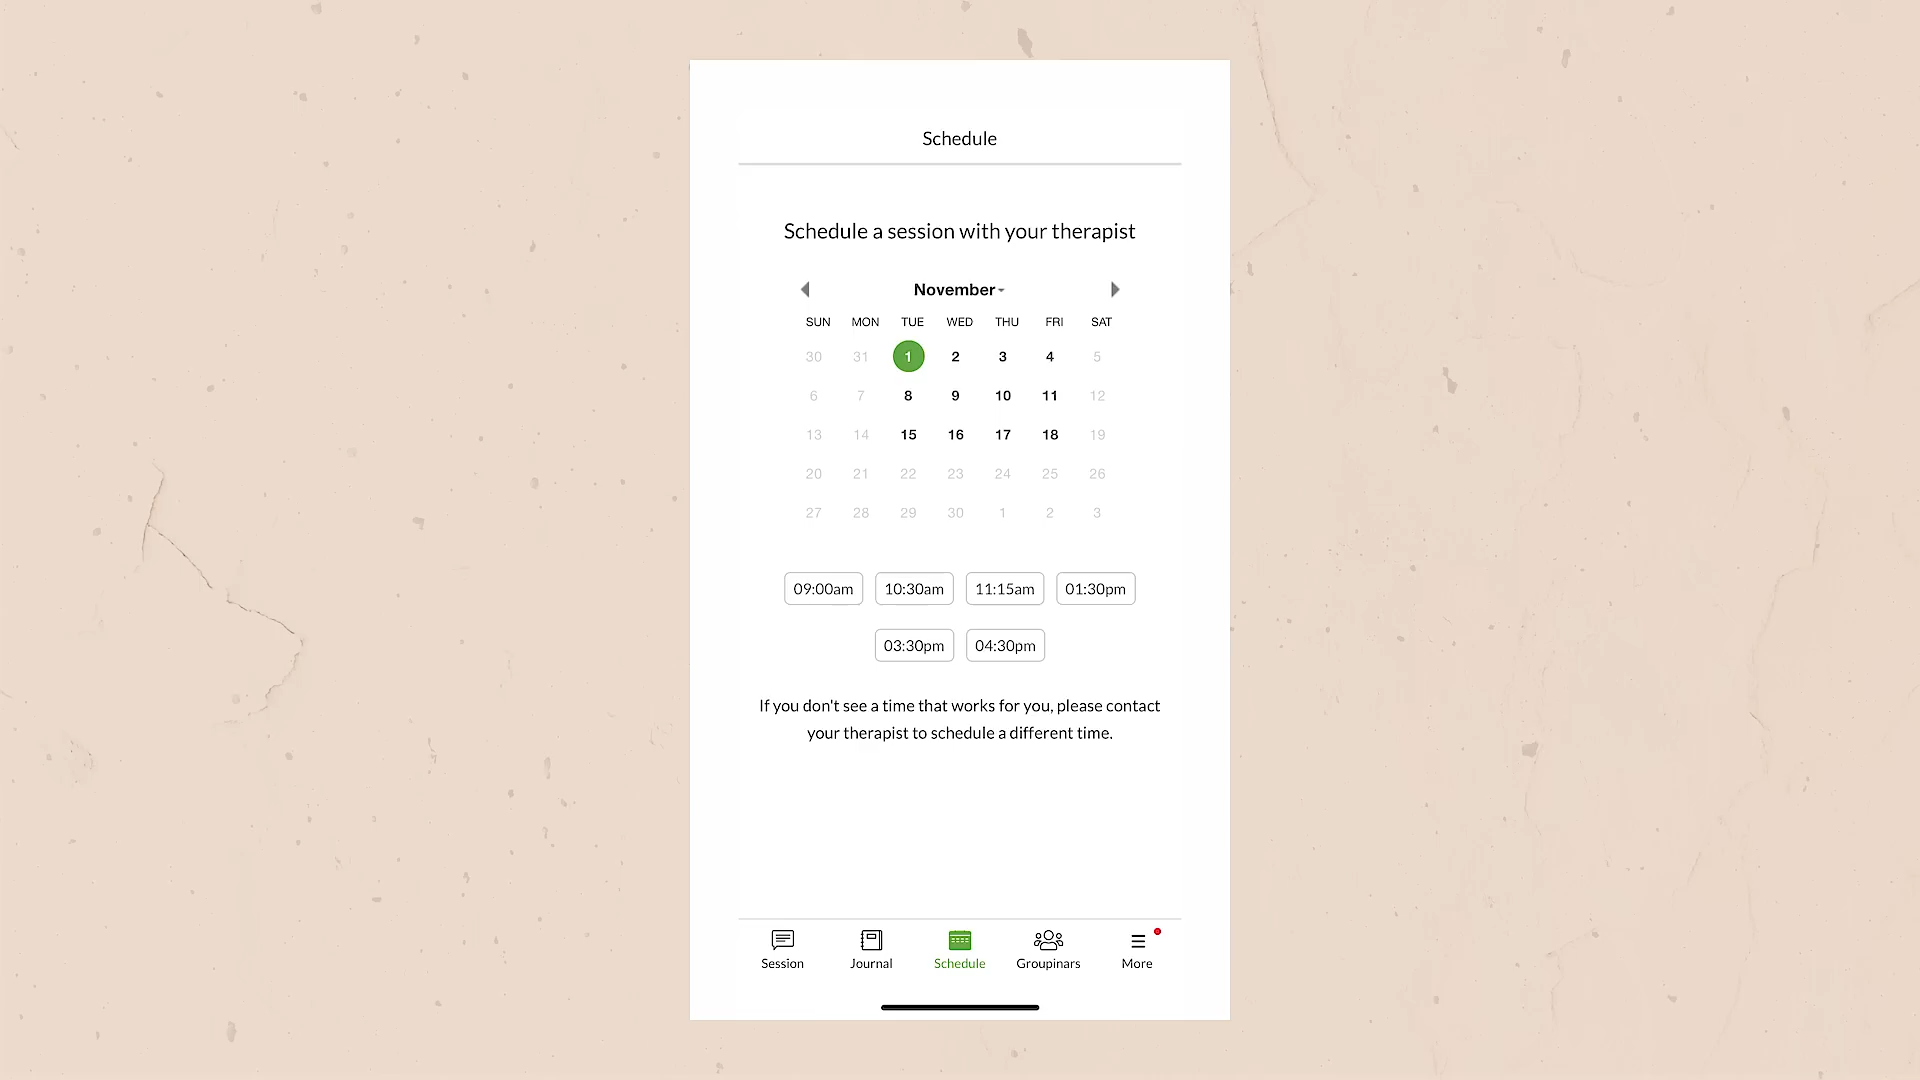 Schedule
Schedule a session with your therapist
November
SUN MON TUE WED THU FRI SAT
30 31 1 2 3 4 5
6 7 8 9 10 11 12
13 14 15 16 17 18 19
20 21 22 23 24 25 26
27 28 29 30 1 2 3
09:00am 10:30am 11:15am 01:30pm
03:30pm 04:30pm
If you don't see a time that works for you, please contact
your therapist to schedule a different time.
Session Journal Schedule Groupinars More